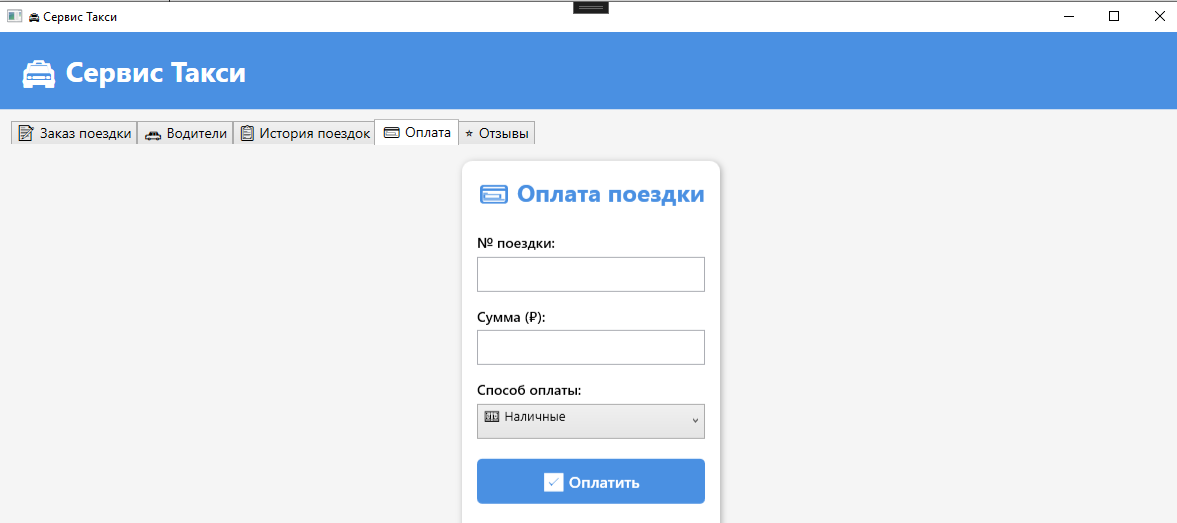 Сервис Такси
Сервис Такси
Заказ поездки
Водители
История поездок
Оплата
Отзывы
Оплата поездки
№ поездки:
Сумма (₽):
Способ оплаты:
Наличные
Оплатить